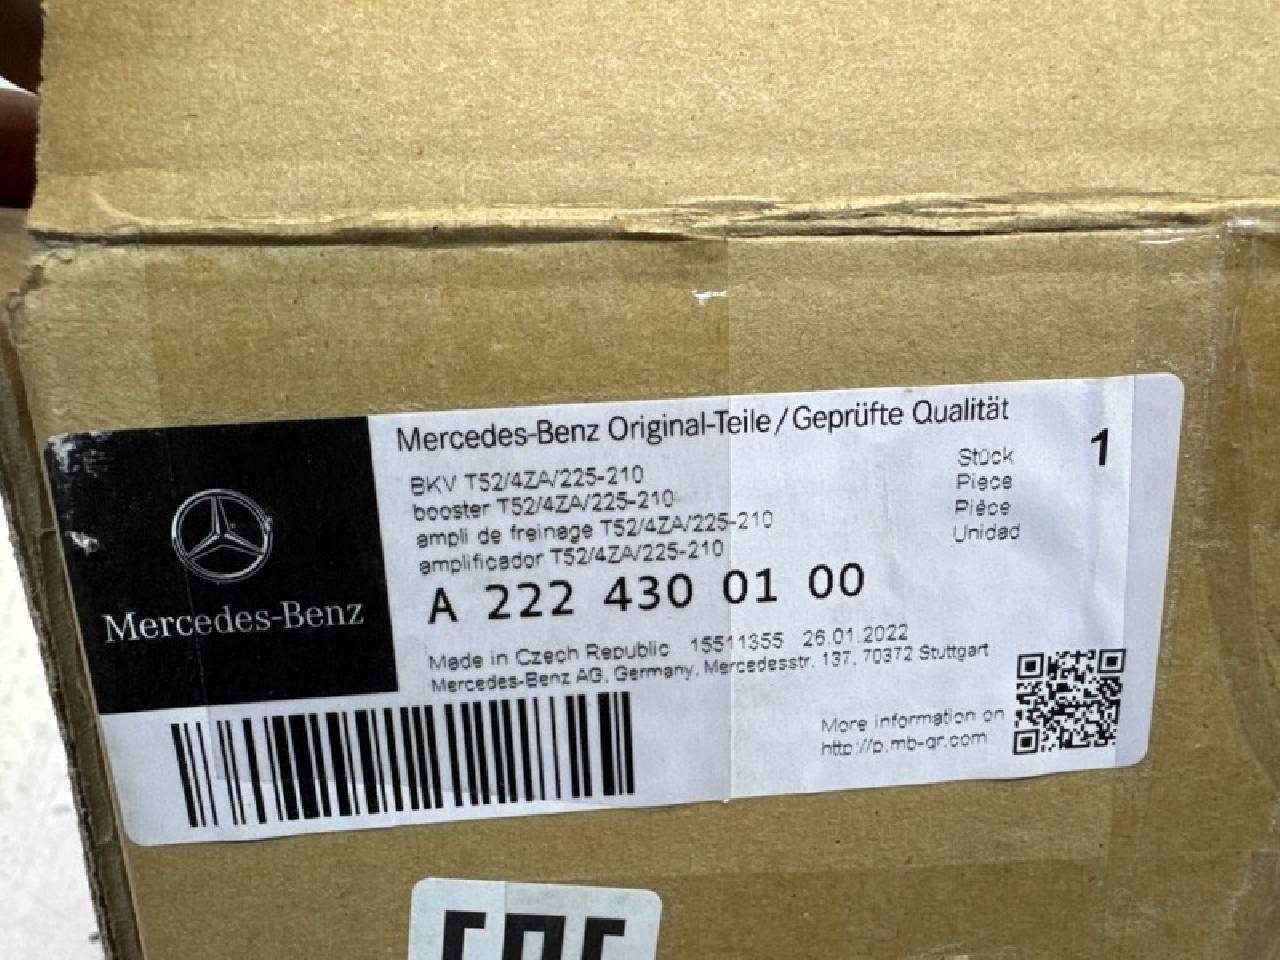 Mercedes-Benz Original-Teile / Geprüfte Qualität
BKV T52/4ZA/225-210
booster T52/4ZA/225-210
ampli de freinage T52/4ZA/225-210
amplificador T52/4ZA/225-210
Stück
Piece
Pièce
Unidad
1
A 222 430 01 00
Mercedes-Benz
Made in Czech Republic 15511355 26.01.2022
Mercedes-Benz AG, Germany, Mercedesstr. 137, 70372 Stuttgart
More information on
http://p.mb-qr.com